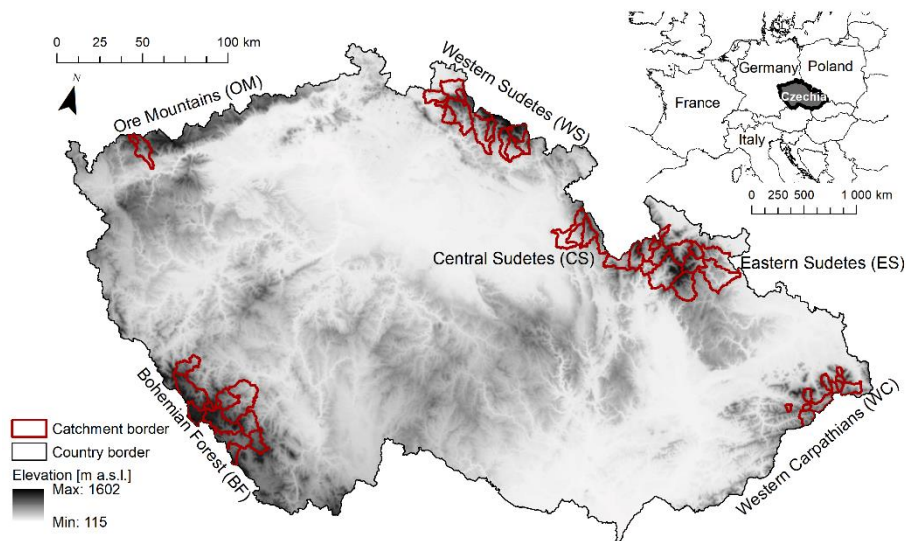 0 50 100 km
N
Ore Mountains (OM)
Western Sudetes (WS)
Germany
Poland
Czechia
France
Italy
0 250 500 1 000 km
Central Sudetes (CS)
Eastern Sudetes (ES)
Bohemian Forest (BF)
Western Carpathians (WC)
Catchment border
Country border
Elevation [m a.s.l.]
Max: 1602
Min: 115